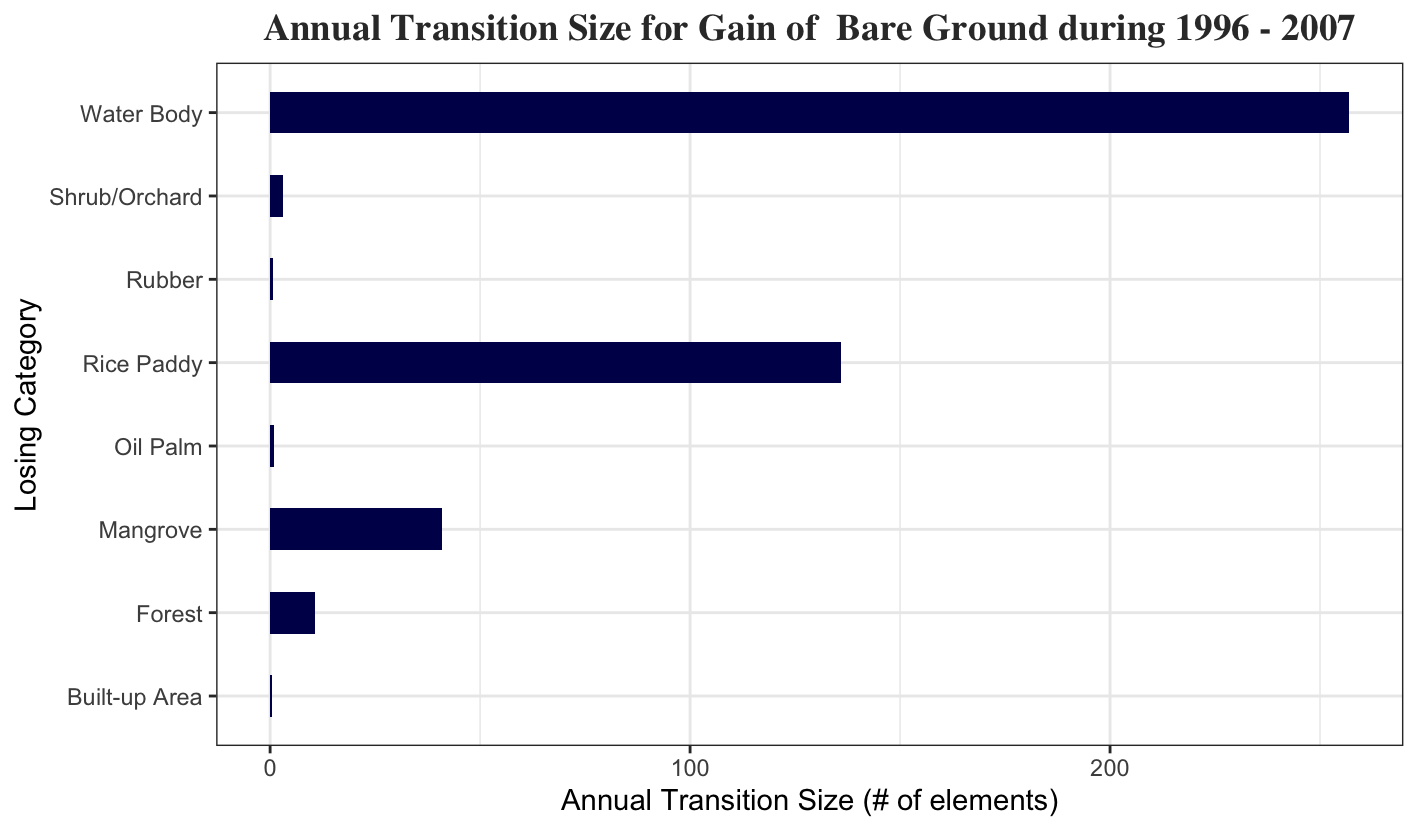 Annual Transition Size for Gain of  Bare Ground during 1996 - 2007
Water Body
Shrub/Orchard
Rubber
Rice Paddy
Oil Palm
Mangrove
Forest
Built-up Area
Losing Category
0 100 200
Annual Transition Size (# of elements)